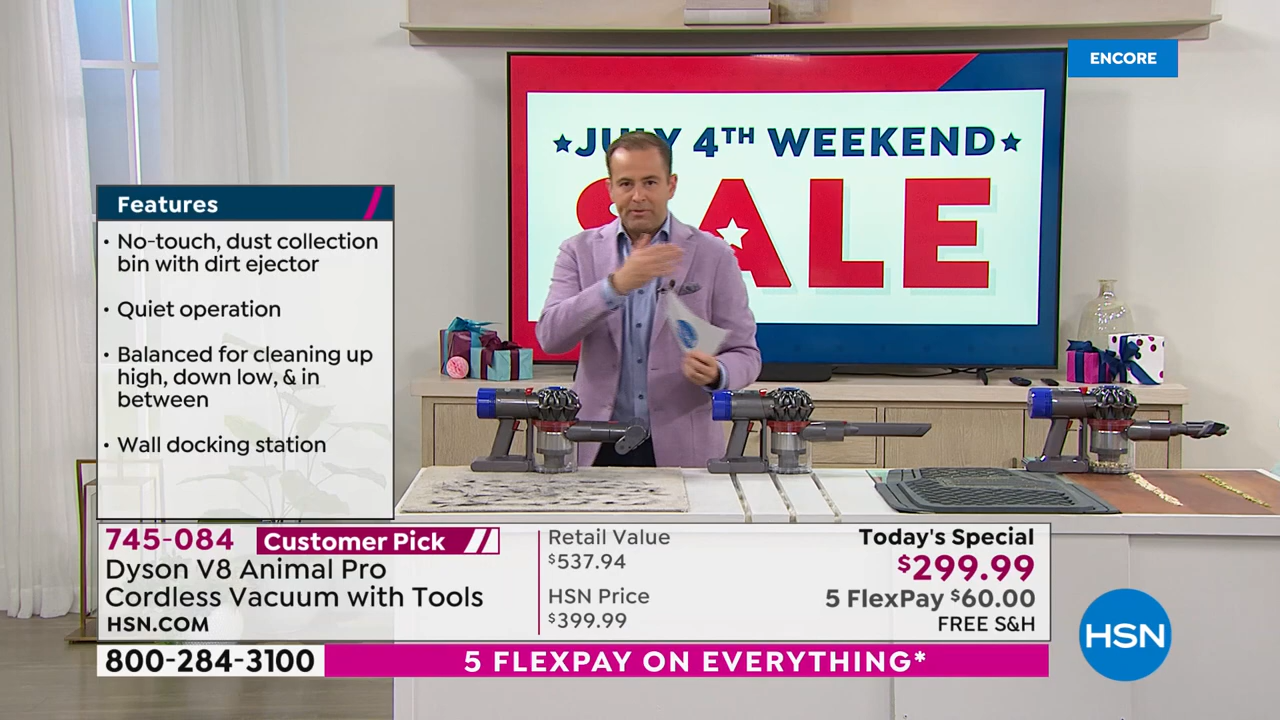 ENCORE
★JULY 4TH WEEKEND★
SALE
Features
• No-touch, dust collection
bin with dirt ejector
• Quiet operation
• Balanced for cleaning up
high, down low, & in
between
• Wall docking station
745-084 Customer Pick
Dyson V8 Animal Pro
Cordless Vacuum with Tools
HSN.COM
Retail Value
$537.94
HSN Price
$399.99
Today's Special
$299.99
5 FlexPay $60.00
FREE S&H
HSN
800-284-3100
5 FLEXPAY ON EVERYTHING*